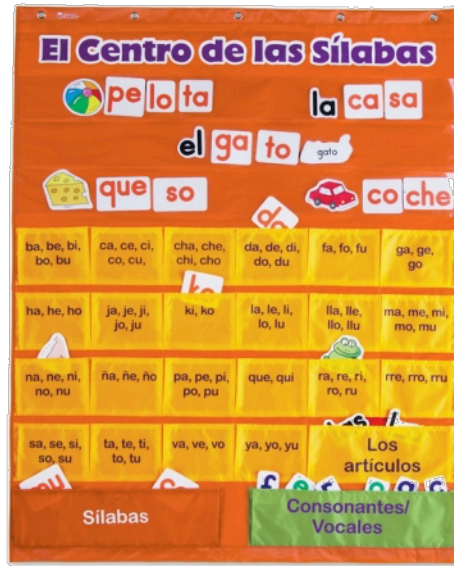 El Centro de las Sílabas
pe lo ta
la ca sa
el ga to gato
que so
co che
do
ba, be, bi,
bo, bu
ca, ce, ci,
co, cu,
cha, che,
chi, cho
da, de, di,
do, du
fa, fo, fu
ga, ge,
go
ko
ha, he, ho
ja, je, ji,
jo, ju
ki, ko
la, le, li,
lo, lu
lla, lle,
llo, llu
ma, me, mi,
mo, mu
na, ne, ni,
no, nu
ña, ñe, ño
pa, pe, pi,
po, pu
que, qui
ra, re, ri,
ro, ru
rre, rro, rru
sa, se, si,
so, su
ta, te, ti,
to, tu
va, ve, vo
ya, yo, yu
Los
artículos
Sílabas
Consonantes/
Vocales